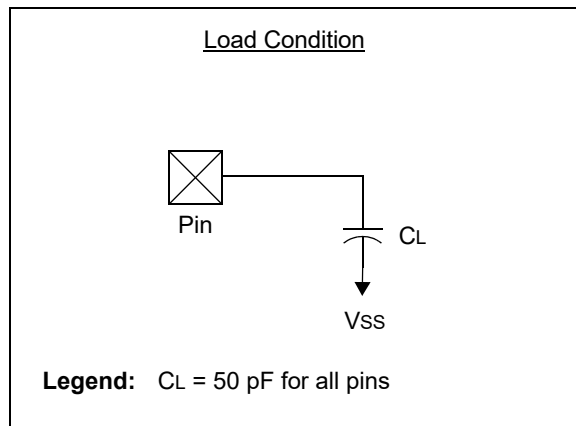 Load Condition
Pin
CL
VSS
Legend: CL = 50 pF for all pins